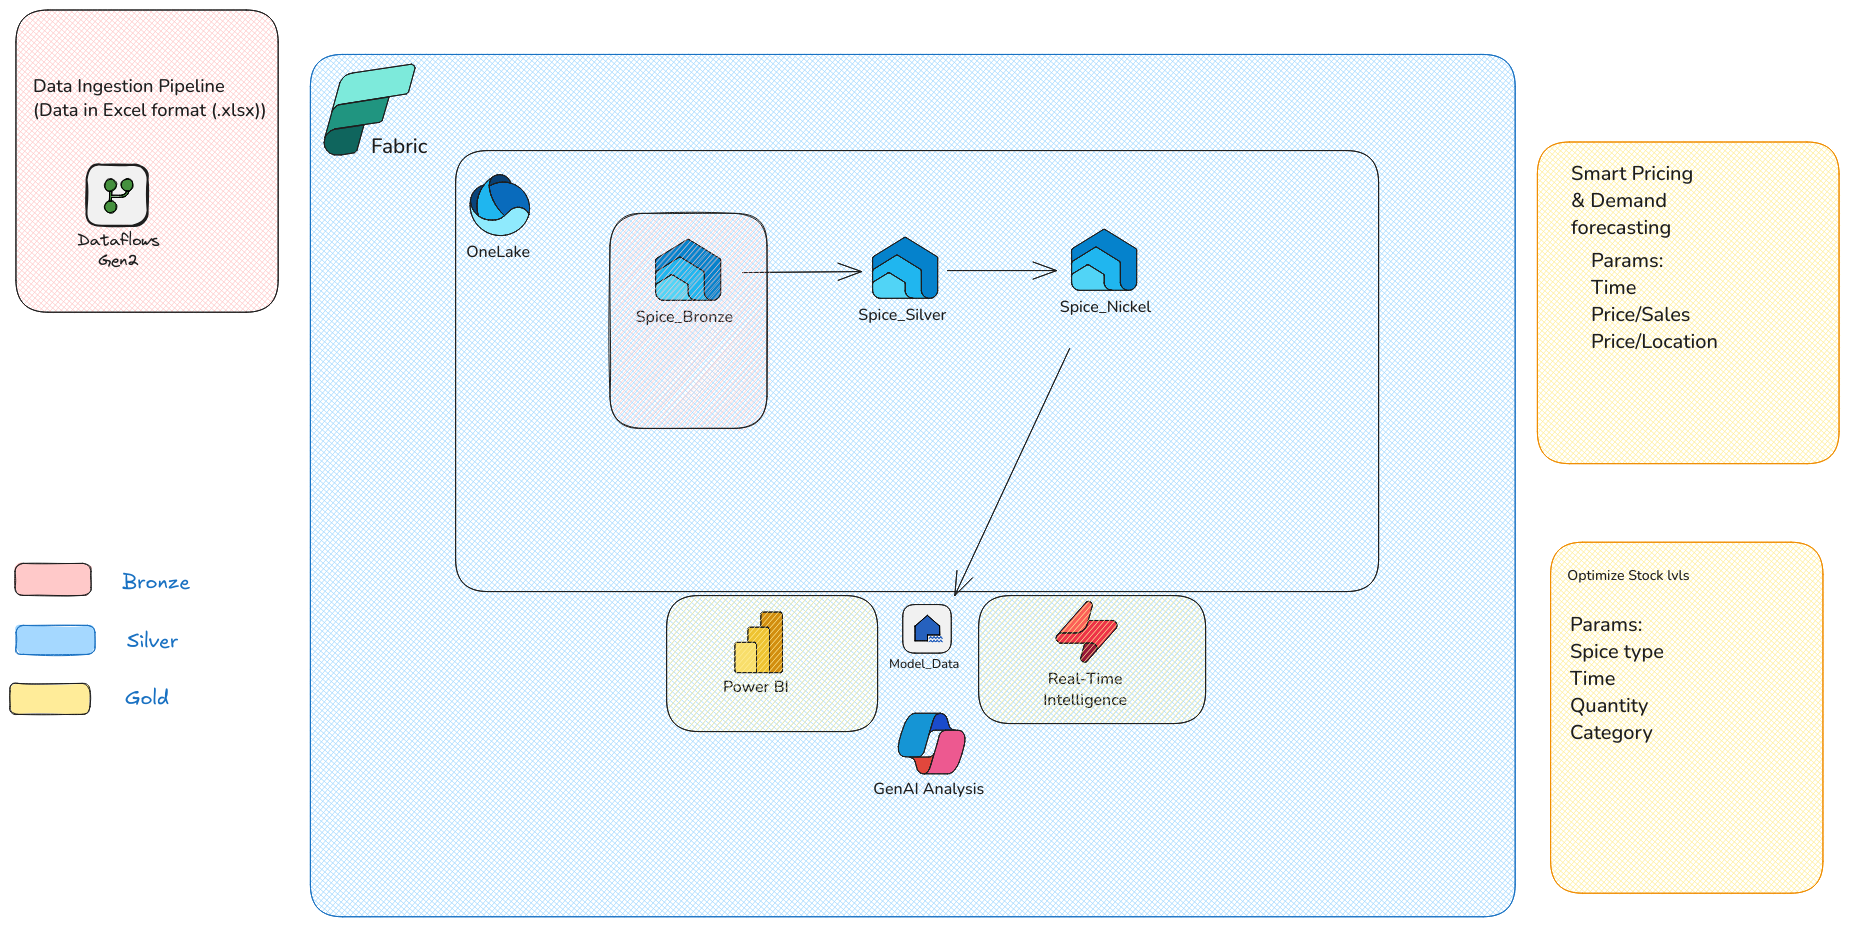 Data Ingestion Pipeline
(Data in Excel format (.xlsx))
Dataflows
Gen2
Fabric
OneLake
Spice_Bronze
Spice_Silver
Spice_Nickel
Smart Pricing
& Demand
forecasting
Params:
Time
Price/Sales
Price/Location
Bronze
Silver
Gold
Power BI
Model_Data
Real-Time
Intelligence
GenAI Analysis
Optimize Stock lvls
Params:
Spice type
Time
Quantity
Category